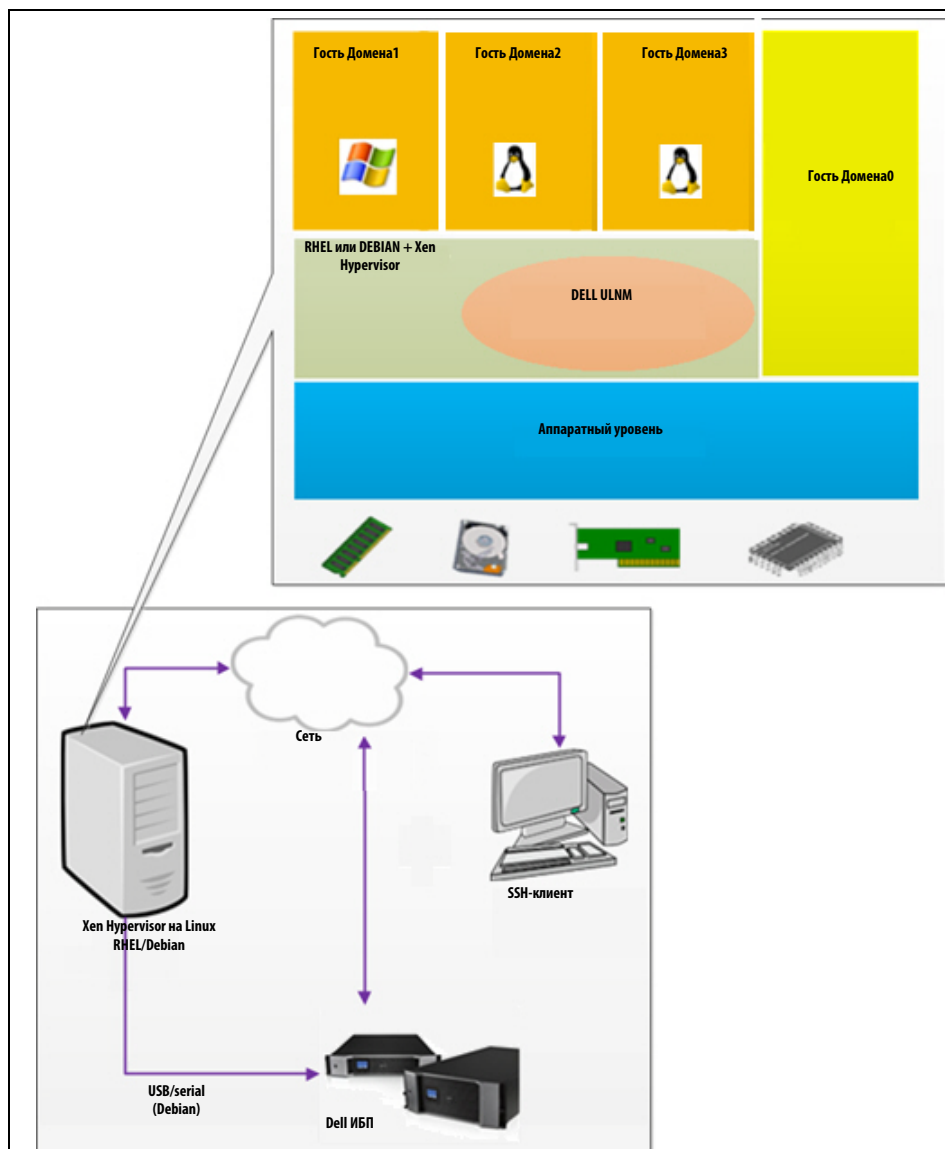 Гость Домена1
Гость Домена2
Гость Домена3
Гость Домена0
RHEL или DEBIAN + Xen
Hypervisor
DELL ULNM
Аппаратный уровень
Сеть
SSH-клиент
Xen Hypervisor на Linux
RHEL/Debian
USB/serial
(Debian)
Dell ИБП